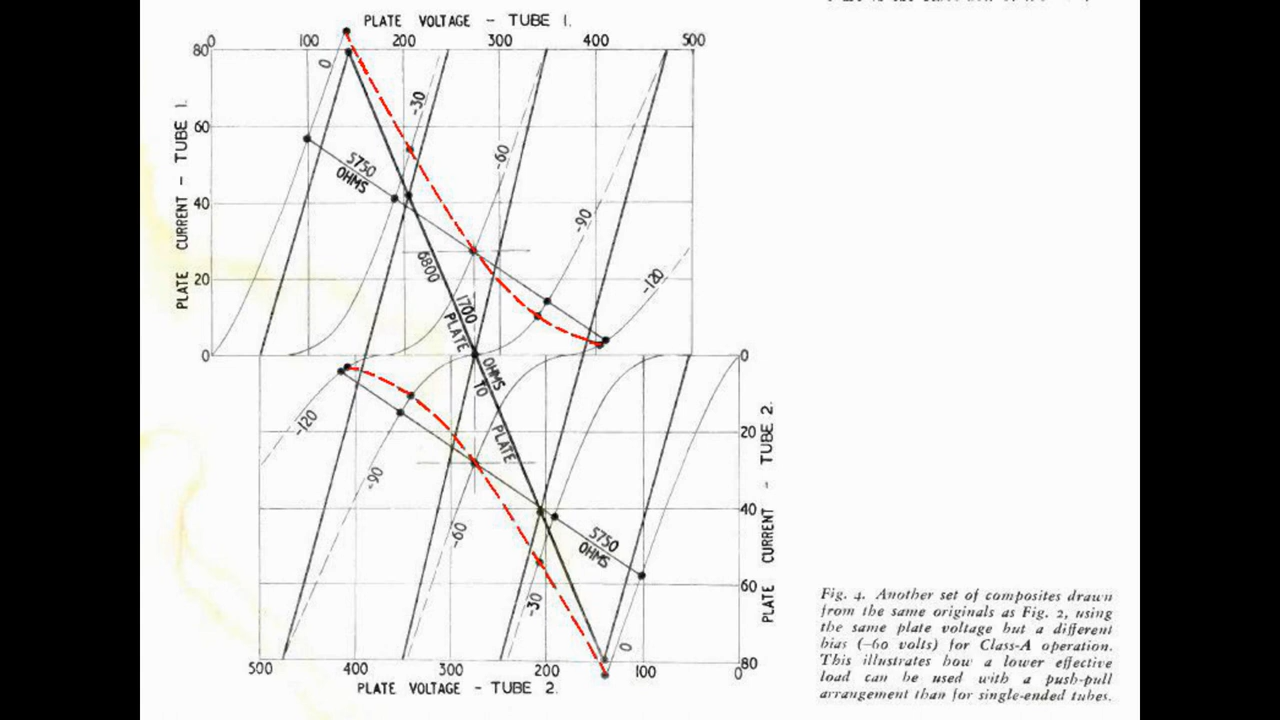 PLATE VOLTAGE - TUBE 1.
0 100 200 300 400 500
80
60
40
20
0
PLATE CURRENT - TUBE 1.
0
-30
-60
-90
-120
5750
OHMS
6800
1700
PLATE
OHMS
TO
PLATE
-120
-90
-60
-30
0
5750
OHMS
0
20
40
60
80
PLATE CURRENT - TUBE 2.
500 400 300 200 100 0
PLATE VOLTAGE - TUBE 2.
Fig. 4. Another set of composites drawn
from the same originals as Fig. 2, using
the same plate voltage but a different
bias (—60 volts) for Class-A operation.
This illustrates how a lower effective
load can be used with a push-pull
arrangement than for single-ended tubes.